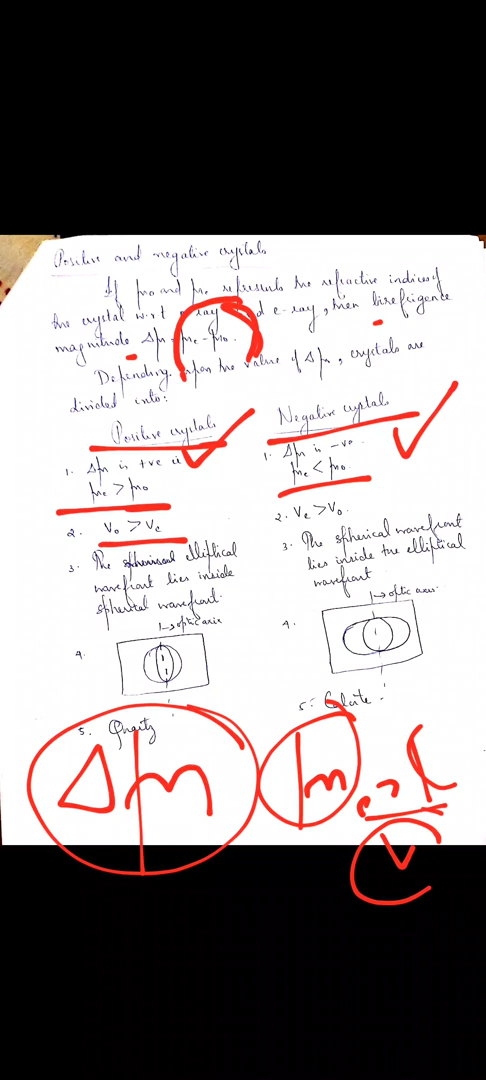 Positive and negative crystals
If μo and μe represents the refractive indices of
the crystal w.r.t ray d e-ray, then birefrigence
magnitude Δμ = μe - μo.
Depending upon the value of Δμ, crystals are
divided into:
Positive crystals
1. Δμ is +ve ie
μe > μo
2. Vo > Ve
3. The elliptical
wavefront lies inside
spherical wavefront.
1→ optic axis
4.
5. Quartz
Negative crystals
1. Δμ is -ve.
μe < μo.
2. Ve > Vo.
3. The spherical wavefront
lies inside the elliptical
wavefront
1→ optic axis
4.
5. Calcite.
Δμ
μ
V